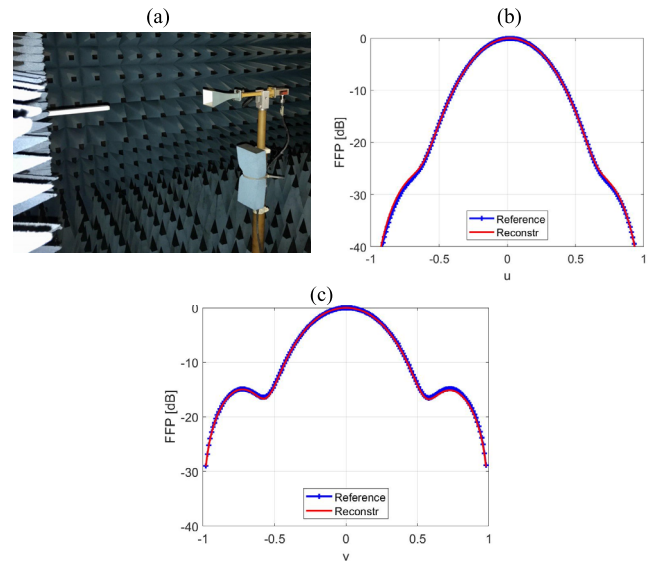 (a)
(b)
FFP [dB]
0
-10
-20
-30
-40
-1
-0.5
0
0.5
1
u
Reference
Reconstr
(c)
FFP [dB]
0
-10
-20
-30
-40
-1
-0.5
0
0.5
1
v
Reference
Reconstr